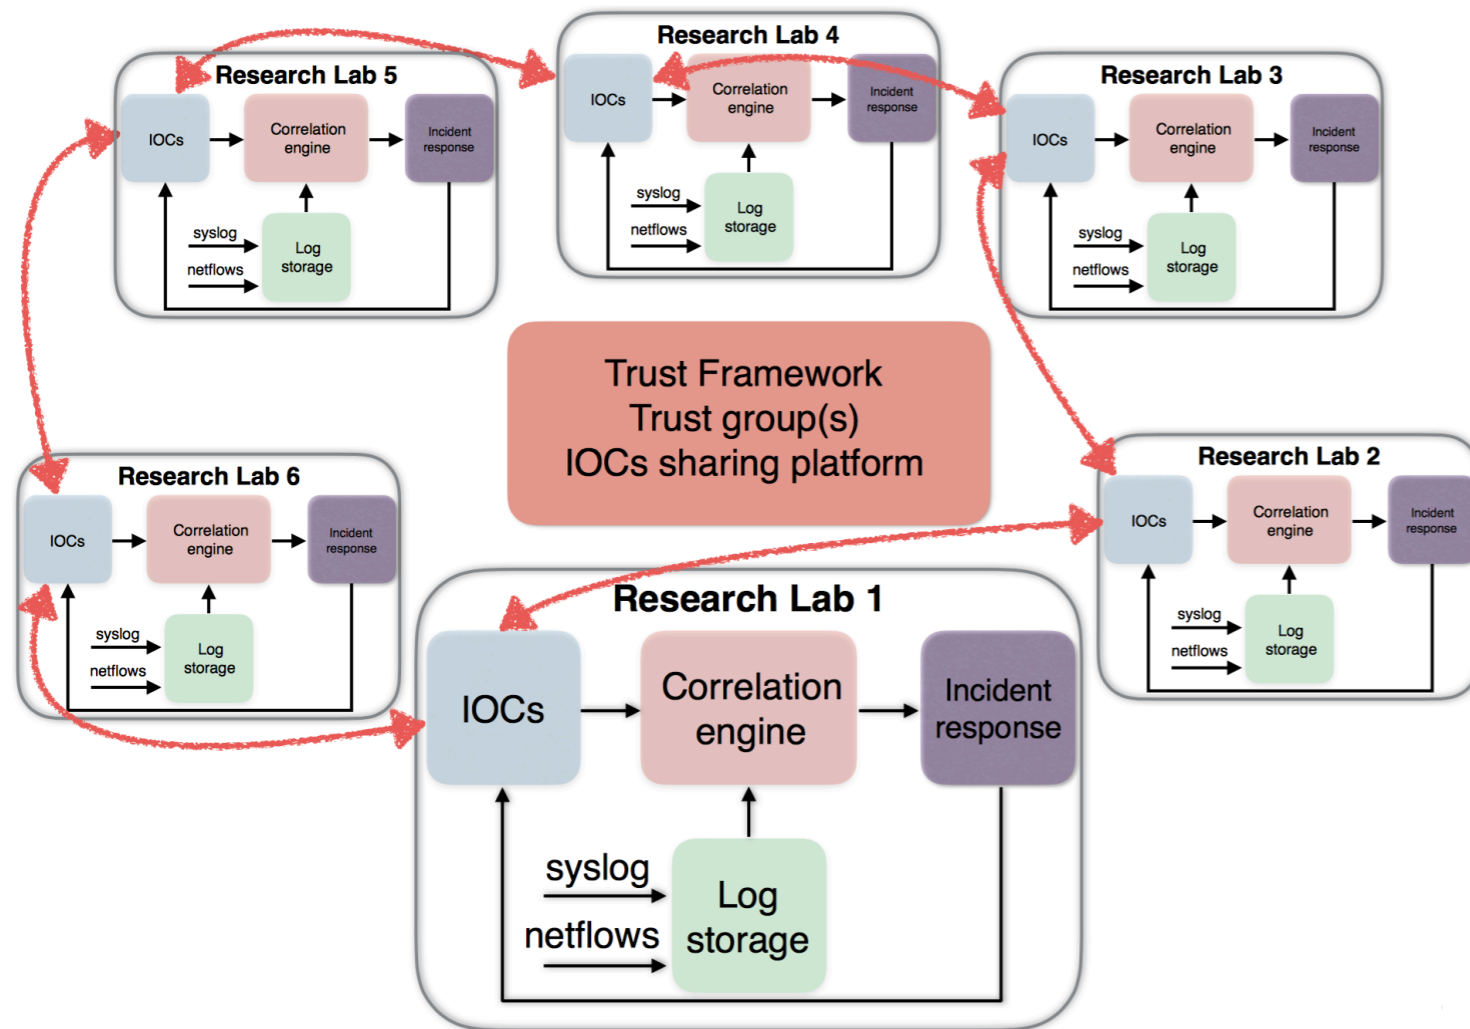 Research Lab 5
IOCs
Correlation
engine
Incident
response
syslog
netflows
Log
storage
Research Lab 4
IOCs
Correlation
engine
Incident
response
syslog
netflows
Log
storage
Research Lab 3
IOCs
Correlation
engine
Incident
response
syslog
netflows
Log
storage
Trust Framework
Trust group(s)
IOCs sharing platform
Research Lab 6
IOCs
Correlation
engine
Incident
response
syslog
netflows
Log
storage
Research Lab 2
IOCs
Correlation
engine
Incident
response
syslog
netflows
Log
storage
Research Lab 1
IOCs
Correlation
engine
Incident
response
syslog
netflows
Log
storage